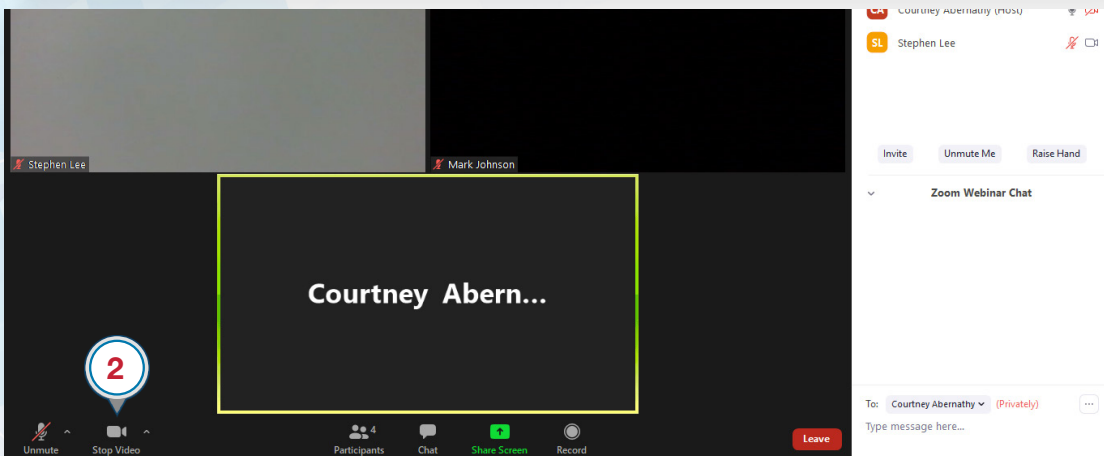 CA Courtney Abernathy (Host)
SL Stephen Lee
Stephen Lee
Mark Johnson
Invite Unmute Me Raise Hand
Zoom Webinar Chat
Courtney Abern...
2
To: Courtney Abernathy (Privately) ...
Type message here...
4
Unmute Stop Video Participants Chat Share Screen Record Leave